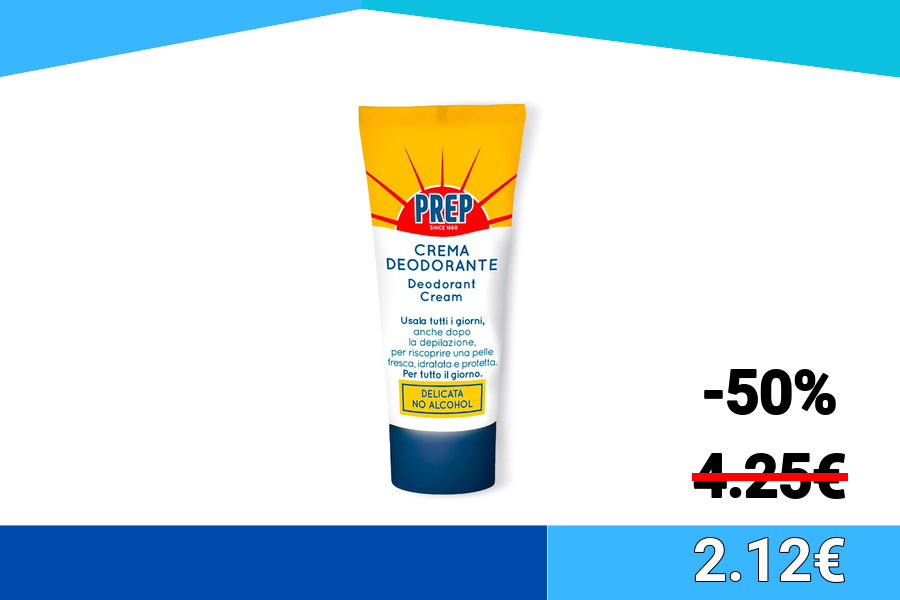 PREP
SINCE 1860
CREMA
DEODORANTE
Deodorant
Cream
Usala tutti i giorni,
anche dopo
la depilazione,
per riscoprire una pelle
fresca, idratata e protetta.
Per tutto il giorno.
DELICATA
NO ALCOHOL
-50%
4.25€
2.12€